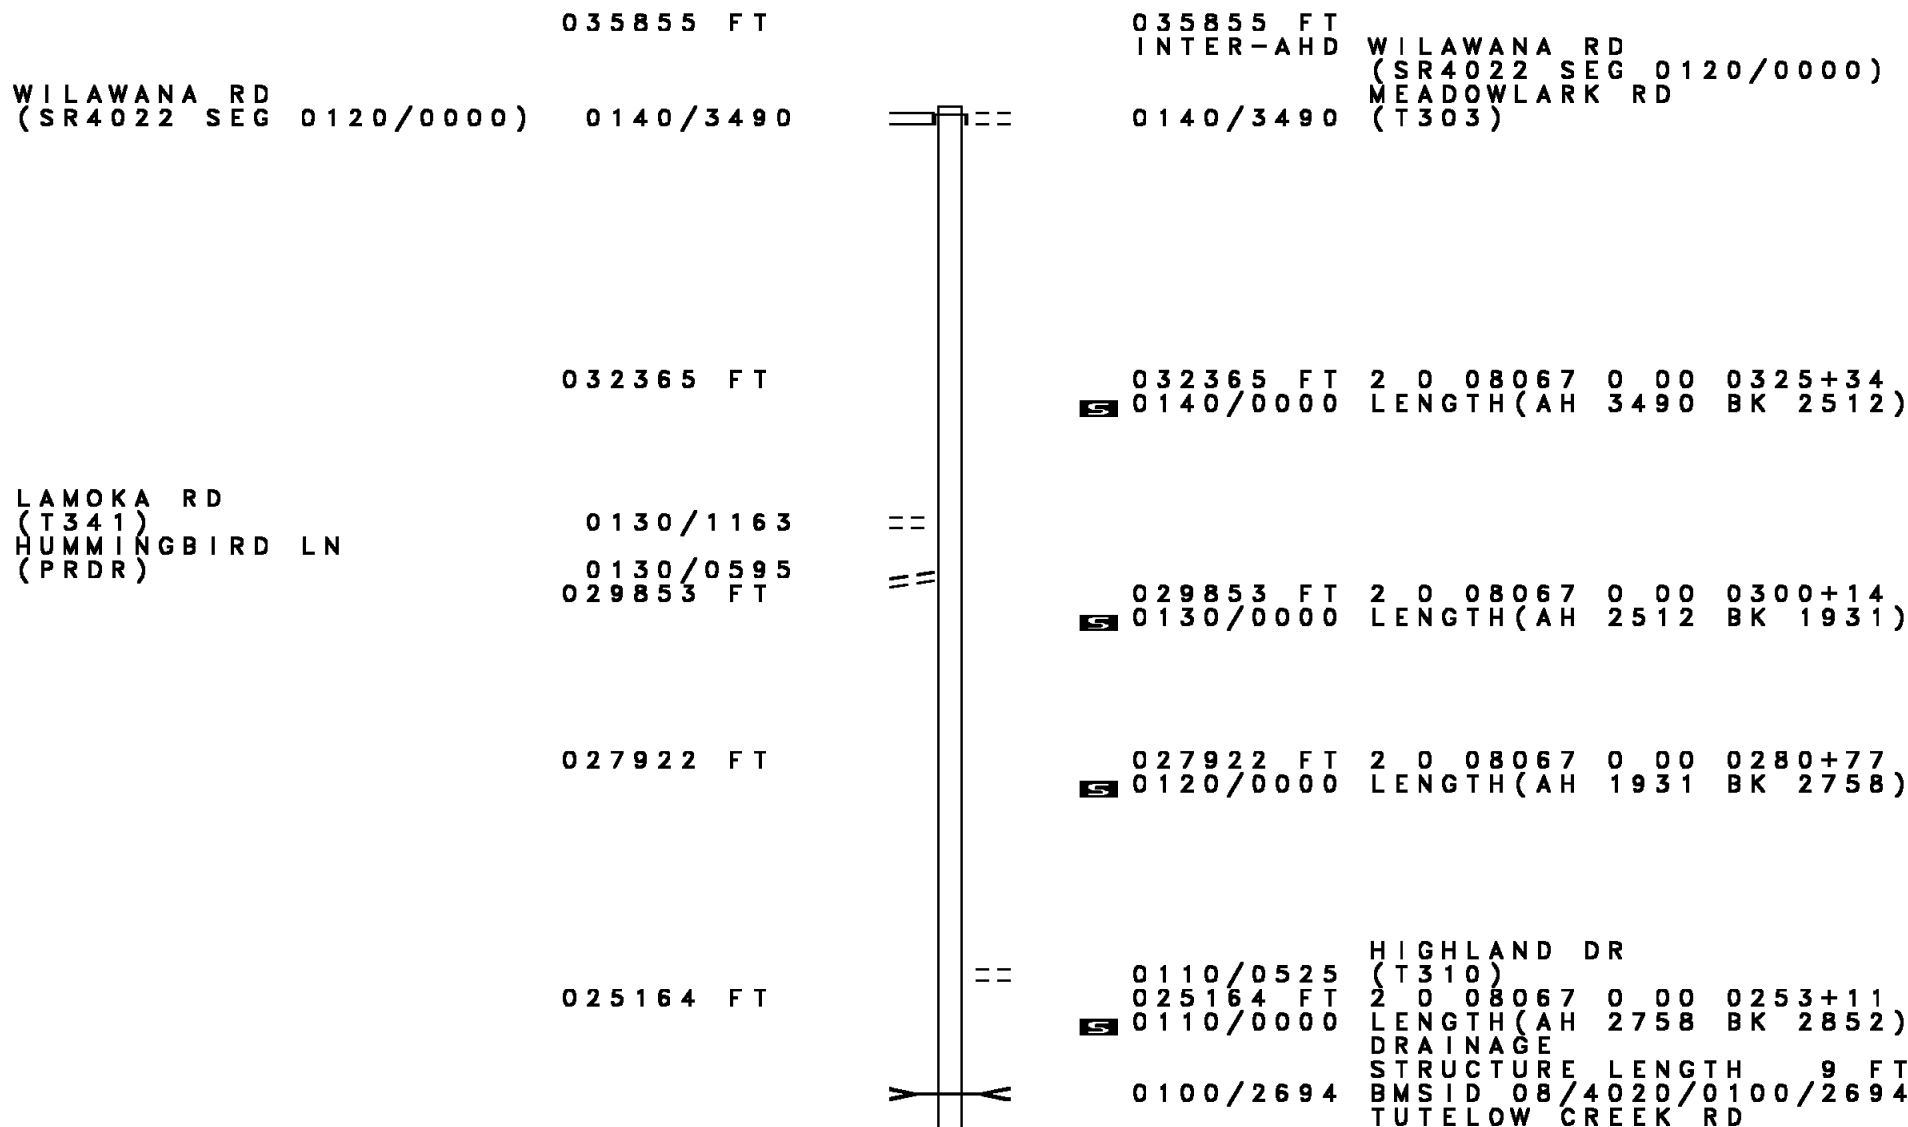 035855 FT 035855 FT
INTER-AHD WILAWANA RD
(SR4022 SEG 0120/0000)
WILAWANA RD MEADOWLARK RD
(SR4022 SEG 0120/0000) 0140/3490 0140/3490 (T303)
032365 FT 032365 FT 2 0 08067 0 00 0325+34
S 0140/0000 LENGTH(AH 3490 BK 2512)
LAMOKA RD
(T341) 0130/1163
HUMMINGBIRD LN
(PRDR) 0130/0595
029853 FT 029853 FT 2 0 08067 0 00 0300+14
S 0130/0000 LENGTH(AH 2512 BK 1931)
027922 FT 027922 FT 2 0 08067 0 00 0280+77
S 0120/0000 LENGTH(AH 1931 BK 2758)
HIGHLAND DR
0110/0525 (T310)
025164 FT 025164 FT 2 0 08067 0 00 0253+11
S 0110/0000 LENGTH(AH 2758 BK 2852)
DRAINAGE
STRUCTURE LENGTH 9 FT
0100/2694 BMSID 08/4020/0100/2694
TUTELOW CREEK RD